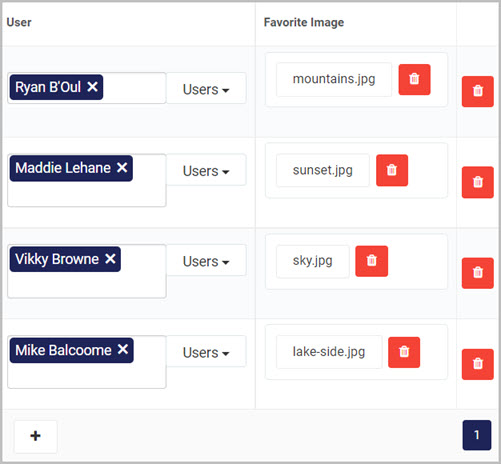 User Favorite Image
Ryan B'Oul ✕ Users
mountains.jpg
Maddie Lehane ✕ Users
sunset.jpg
Vikky Browne ✕ Users
sky.jpg
Mike Balcoome ✕ Users
lake-side.jpg
+ 1